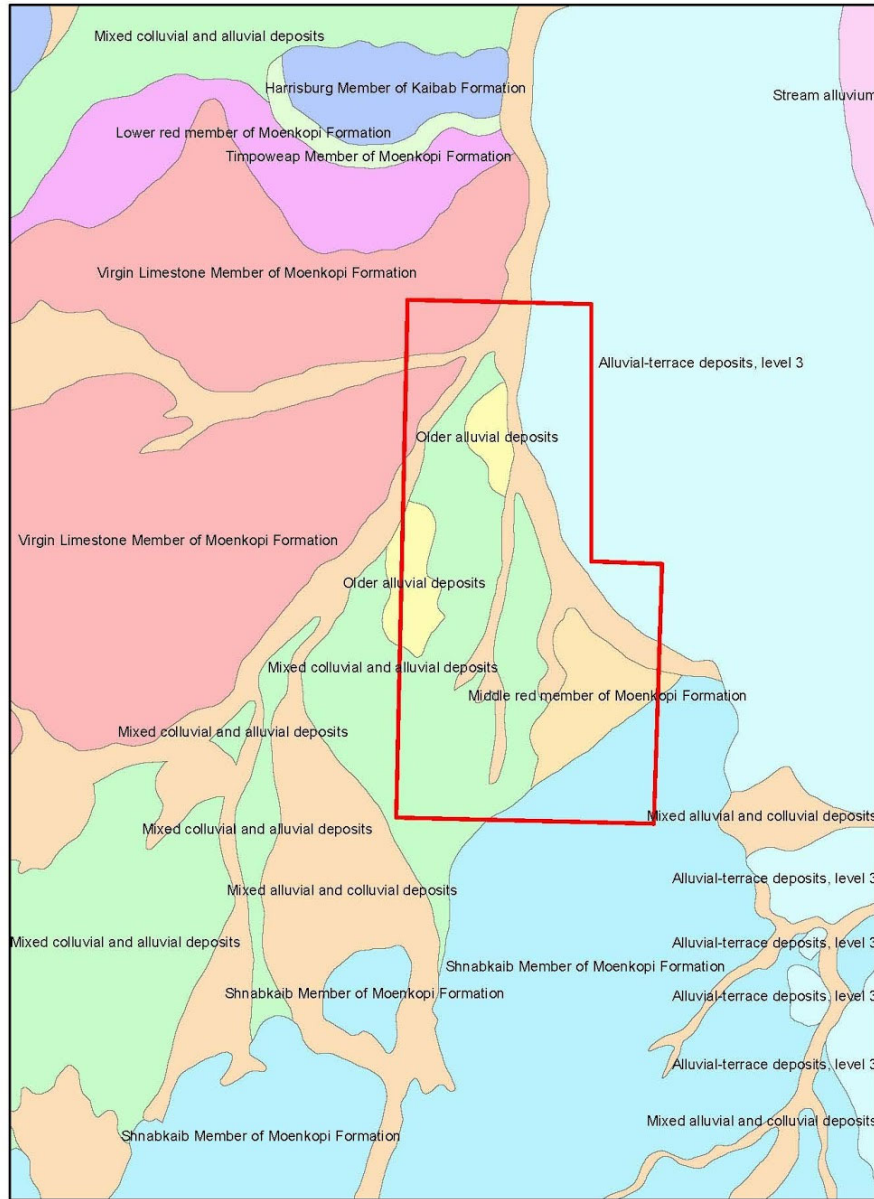 Mixed colluvial and alluvial deposits
Harrisburg Member of Kaibab Formation
Stream alluvium
Lower red member of Moenkopi Formation
Timpoweap Member of Moenkopi Formation
Virgin Limestone Member of Moenkopi Formation
Alluvial-terrace deposits, level 3
Older alluvial deposits
Virgin Limestone Member of Moenkopi Formation
Older alluvial deposits
Mixed colluvial and alluvial deposits
Middle red member of Moenkopi Formation
Mixed colluvial and alluvial deposits
Mixed alluvial and colluvial deposits
Mixed colluvial and alluvial deposits
Alluvial-terrace deposits, level 3
Mixed alluvial and colluvial deposits
Mixed colluvial and alluvial deposits
Alluvial-terrace deposits, level 3
Shnabkaib Member of Moenkopi Formation
Shnabkaib Member of Moenkopi Formation
Alluvial-terrace deposits, level 3
Alluvial-terrace deposits, level 3
Mixed alluvial and colluvial deposits
Shnabkaib Member of Moenkopi Formation